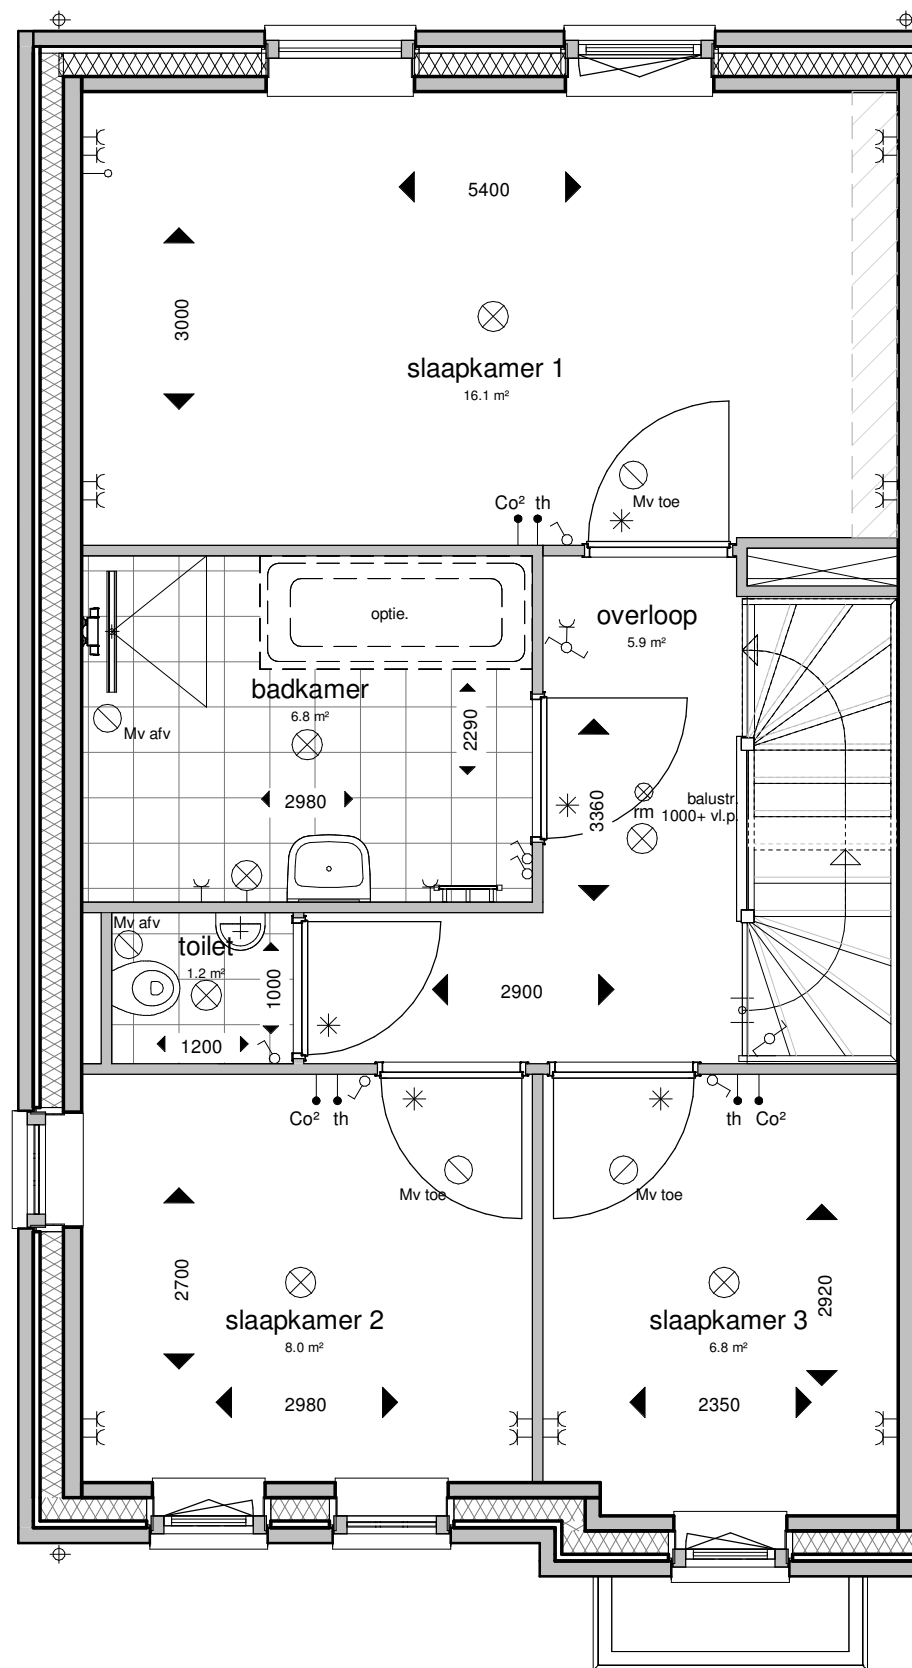 5400
3000
slaapkamer 1
16.1 m²
Co² th
Mv toe
optie.
overloop
5.9 m²
badkamer
6.8 m²
2290
Mv afv
2980
3360
rm
balustr.
1000+ vl.p.
Mv afv
toilet
1.2 m²
1000
1200
2900
Co² th
th Co²
Mv toe
Mv toe
2700
2920
slaapkamer 2
8.0 m²
slaapkamer 3
6.8 m²
2980
2350